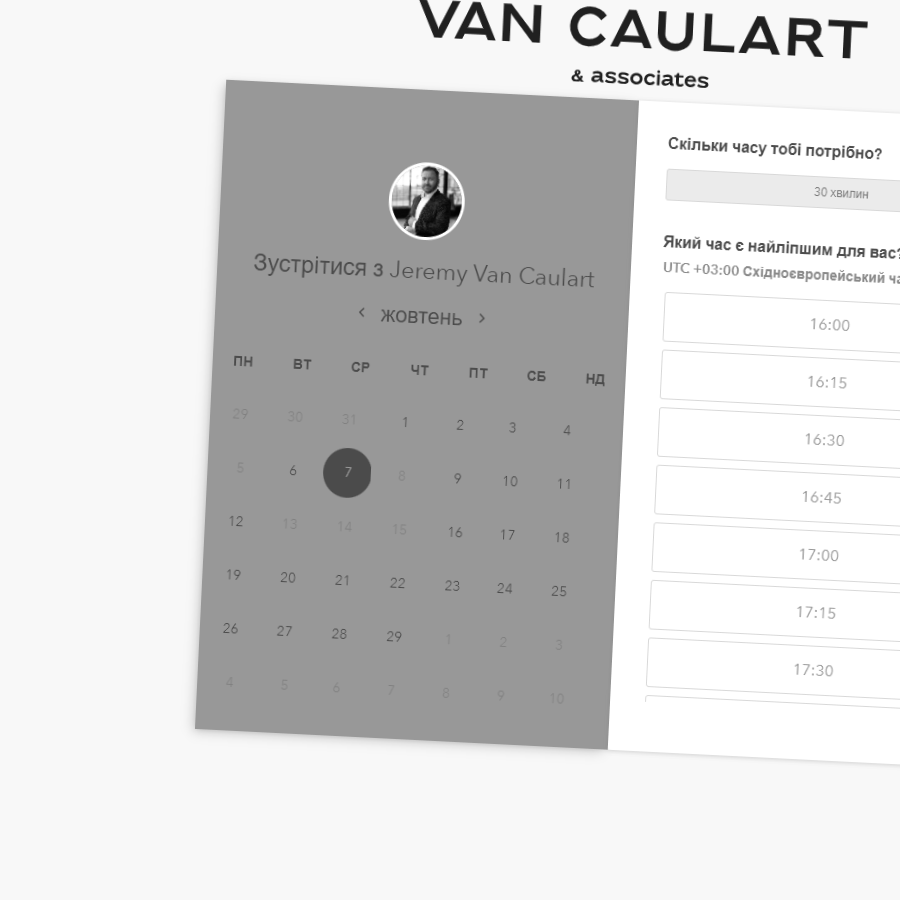 VAN CAULART
& associates
Зустрітися з Jeremy Van Caulart
жовтень
ПН ВТ СР ЧТ ПТ СБ НД
29 30 31 1 2 3 4
5 6 7 8 9 10 11
12 13 14 15 16 17 18
19 20 21 22 23 24 25
26 27 28 29 1 2 3
4 5 6 7 8 9 10
Скільки часу тобі потрібно?
30 хвилин
Який час є найліпшим для вас?
UTC +03:00 Східноєвропейський
16:00
16:15
16:30
16:45
17:00
17:15
17:30